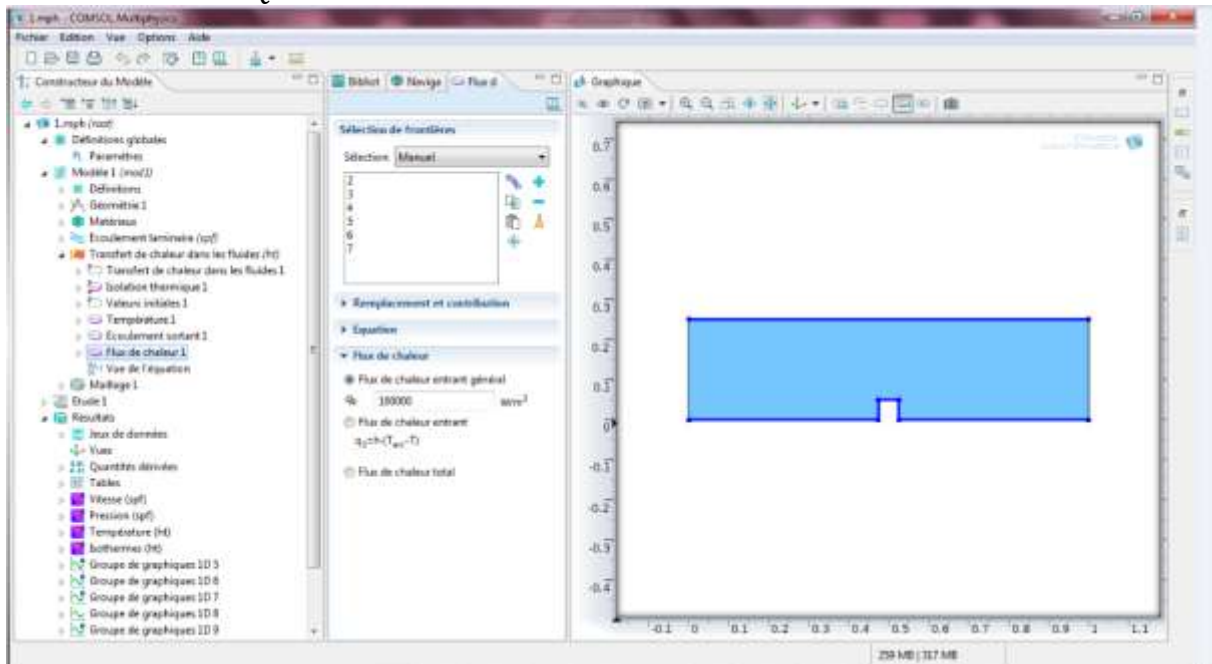 1.mph - COMSOL Multiphysics
Fichier Edition Vue Options Aide
Constructeur du Modèle
1.mph (root)
Définitions globales
Paramètres
Modèle 1 (mod1)
Définitions
Géométrie 1
Matériaux
Ecoulement laminaire (spf)
Transfert de chaleur dans les fluides (ht)
Transfert de chaleur dans les fluides 1
Isolation thermique 1
Valeurs initiales 1
Température 1
Ecoulement sortant 1
Flux de chaleur 1
Vue de l'équation
Maillage 1
Etude 1
Résultats
Jeux de données
Vues
Quantités dérivées
Tables
Vitesse (spf)
Pression (spf)
Température (ht)
Isothermes (ht)
Groupe de graphiques 1D 5
Groupe de graphiques 1D 6
Groupe de graphiques 1D 7
Groupe de graphiques 1D 8
Groupe de graphiques 1D 9
Bibliot Naviga Flux d
Sélection de frontières
Sélection: Manuel
2
3
4
5
6
7
Remplacement et contribution
Equation
Flux de chaleur
Flux de chaleur entrant général
q₀ 100000 W/m²
Flux de chaleur entrant
q₀=h·(Text-T)
Flux de chaleur total
Graphique
0.7
0.6
0.5
0.4
0.3
0.2
0.1
0
-0.1
-0.2
-0.3
-0.4
-0.1 0 0.1 0.2 0.3 0.4 0.5 0.6 0.7 0.8 0.9 1 1.1
259 MB | 317 MB